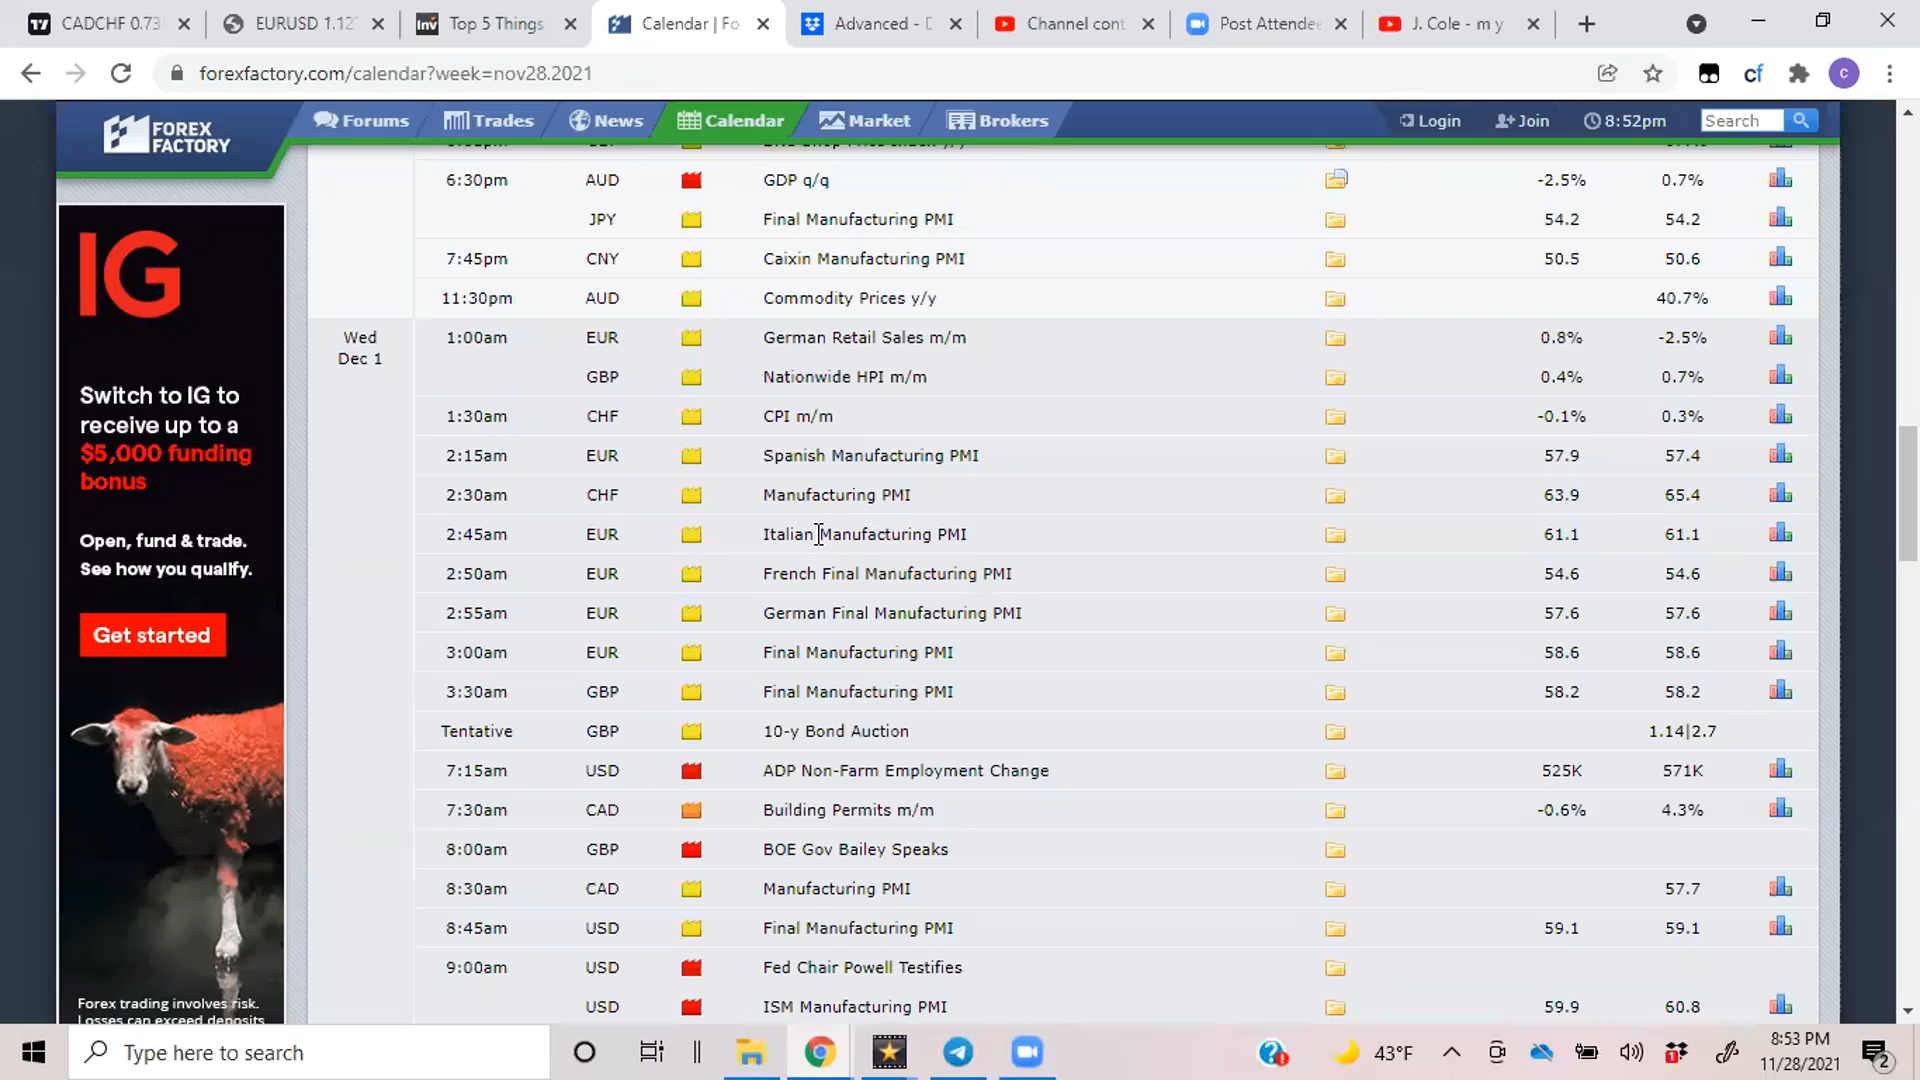 CADCHF 0.73
EURUSD 1.12
Top 5 Things
Calendar | Fo
Advanced - D
Channel cont
Post Attendee
J. Cole - m y
forexfactory.com/calendar?week=nov28.2021
cf
c
FOREX FACTORY
Forums
Trades
News
Calendar
Market
Brokers
Login
Join
8:52pm
Search
6:30pm AUD GDP q/q -2.5% 0.7%
JPY Final Manufacturing PMI 54.2 54.2
7:45pm CNY Caixin Manufacturing PMI 50.5 50.6
11:30pm AUD Commodity Prices y/y 40.7%
Wed Dec 1 1:00am EUR German Retail Sales m/m 0.8% -2.5%
GBP Nationwide HPI m/m 0.4% 0.7%
1:30am CHF CPI m/m -0.1% 0.3%
2:15am EUR Spanish Manufacturing PMI 57.9 57.4
2:30am CHF Manufacturing PMI 63.9 65.4
2:45am EUR Italian Manufacturing PMI 61.1 61.1
2:50am EUR French Final Manufacturing PMI 54.6 54.6
2:55am EUR German Final Manufacturing PMI 57.6 57.6
3:00am EUR Final Manufacturing PMI 58.6 58.6
3:30am GBP Final Manufacturing PMI 58.2 58.2
Tentative GBP 10-y Bond Auction 1.14|2.7
7:15am USD ADP Non-Farm Employment Change 525K 571K
7:30am CAD Building Permits m/m -0.6% 4.3%
8:00am GBP BOE Gov Bailey Speaks
8:30am CAD Manufacturing PMI 57.7
8:45am USD Final Manufacturing PMI 59.1 59.1
9:00am USD Fed Chair Powell Testifies
USD ISM Manufacturing PMI 59.9 60.8
IG
Switch to IG to
receive up to a
$5,000 funding
bonus
Open, fund & trade.
See how you qualify.
Get started
Forex trading involves risk.
Losses can exceed deposits
Type here to search
43°F
8:53 PM
11/28/2021
2